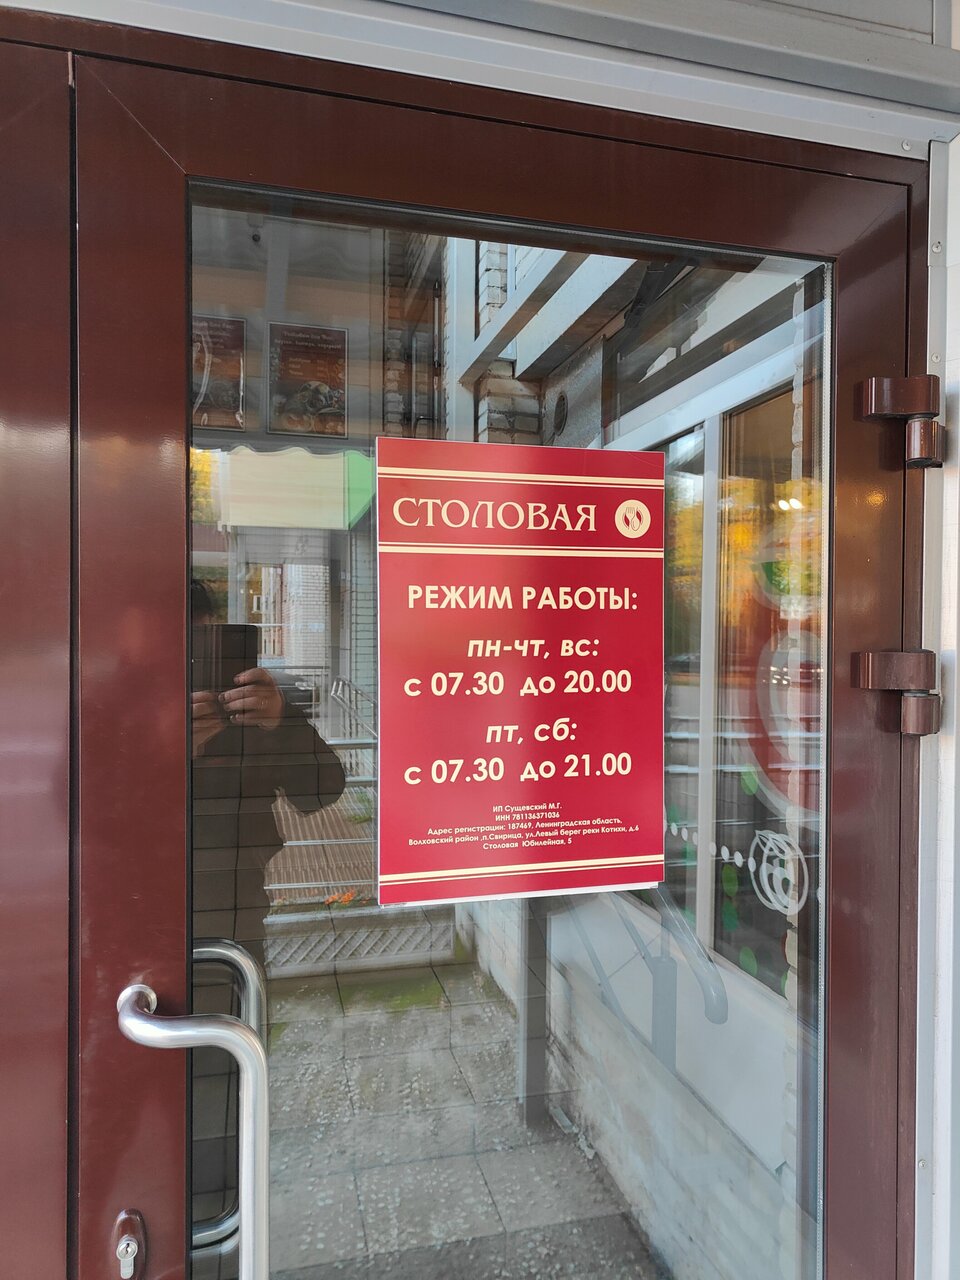 СТОЛОВАЯ
РЕЖИМ РАБОТЫ:
пн-чт, вс:
с 07.30 до 20.00
пт, сб:
с 07.30 до 21.00
ИП Сущевский М.Г.
ИНН 781136371036
Адрес регистрации: 187469, Ленинградская область,
Волховский район ,п.Свирица, ул.Левый берег реки Котихи, д.6
Столовая Юбилейная, 5